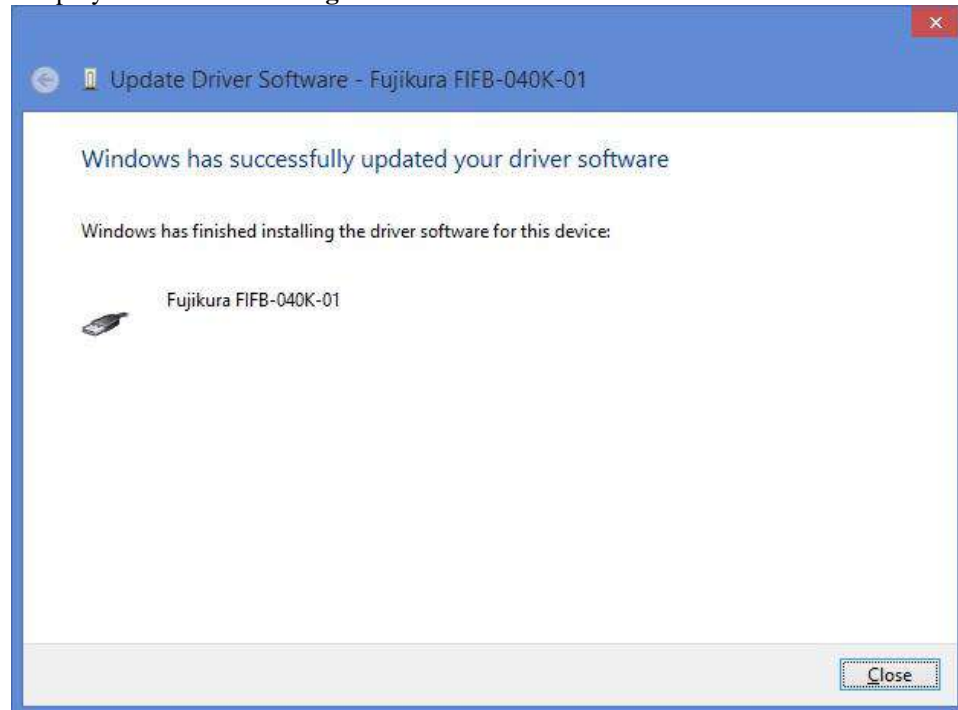 Update Driver Software - Fujikura FIFB-040K-01
Windows has successfully updated your driver software
Windows has finished installing the driver software for this device:
Fujikura FIFB-040K-01
Close